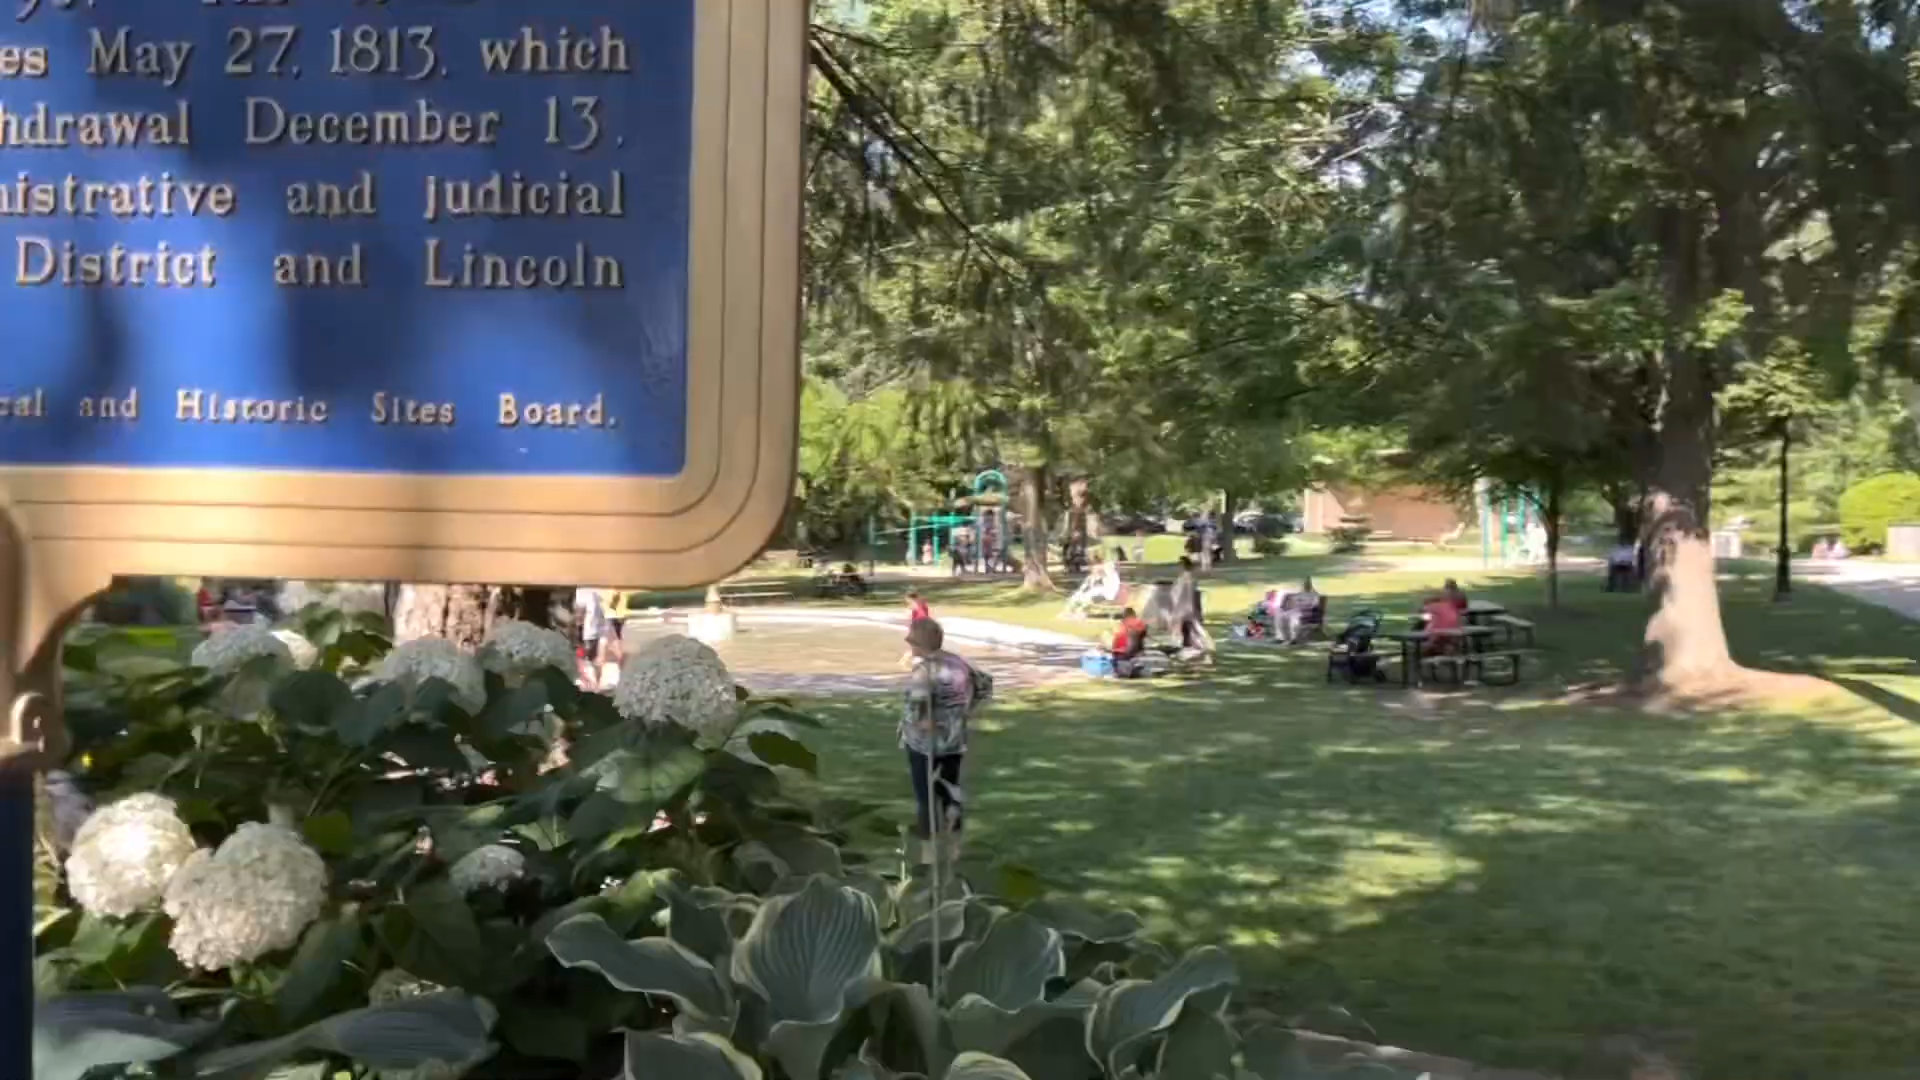 es May 27, 1813, which
hdrawal December 13,
nistrative and judicial
District and Lincoln
cal and Historic Sites Board.